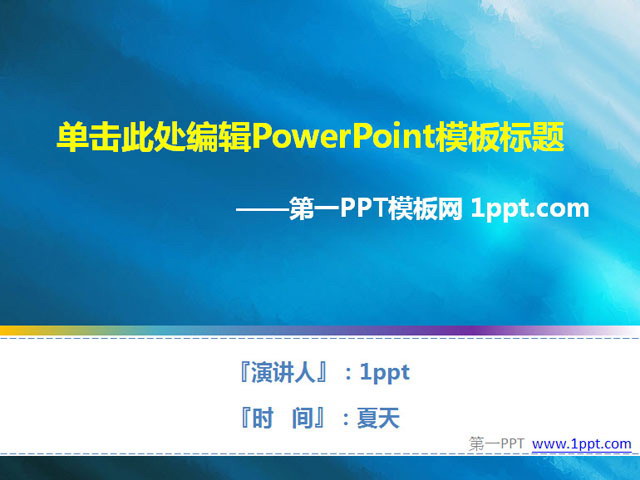 单击此处编辑PowerPoint模板标题
——第一PPT模板网 1ppt.com
『演讲人』：1ppt
『时 间』：夏天
第一PPT www.1ppt.com